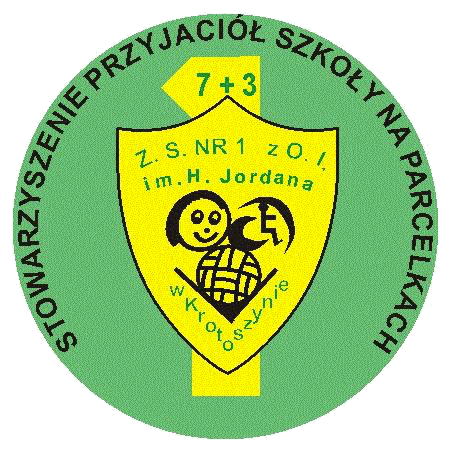 STOWARZYSZENIE PRZYJACIÓŁ SZKOŁY NA PARCELKACH
7 + 3
Z. S. NR 1 z O. I,
im. H. Jordana
w Krotoszynie